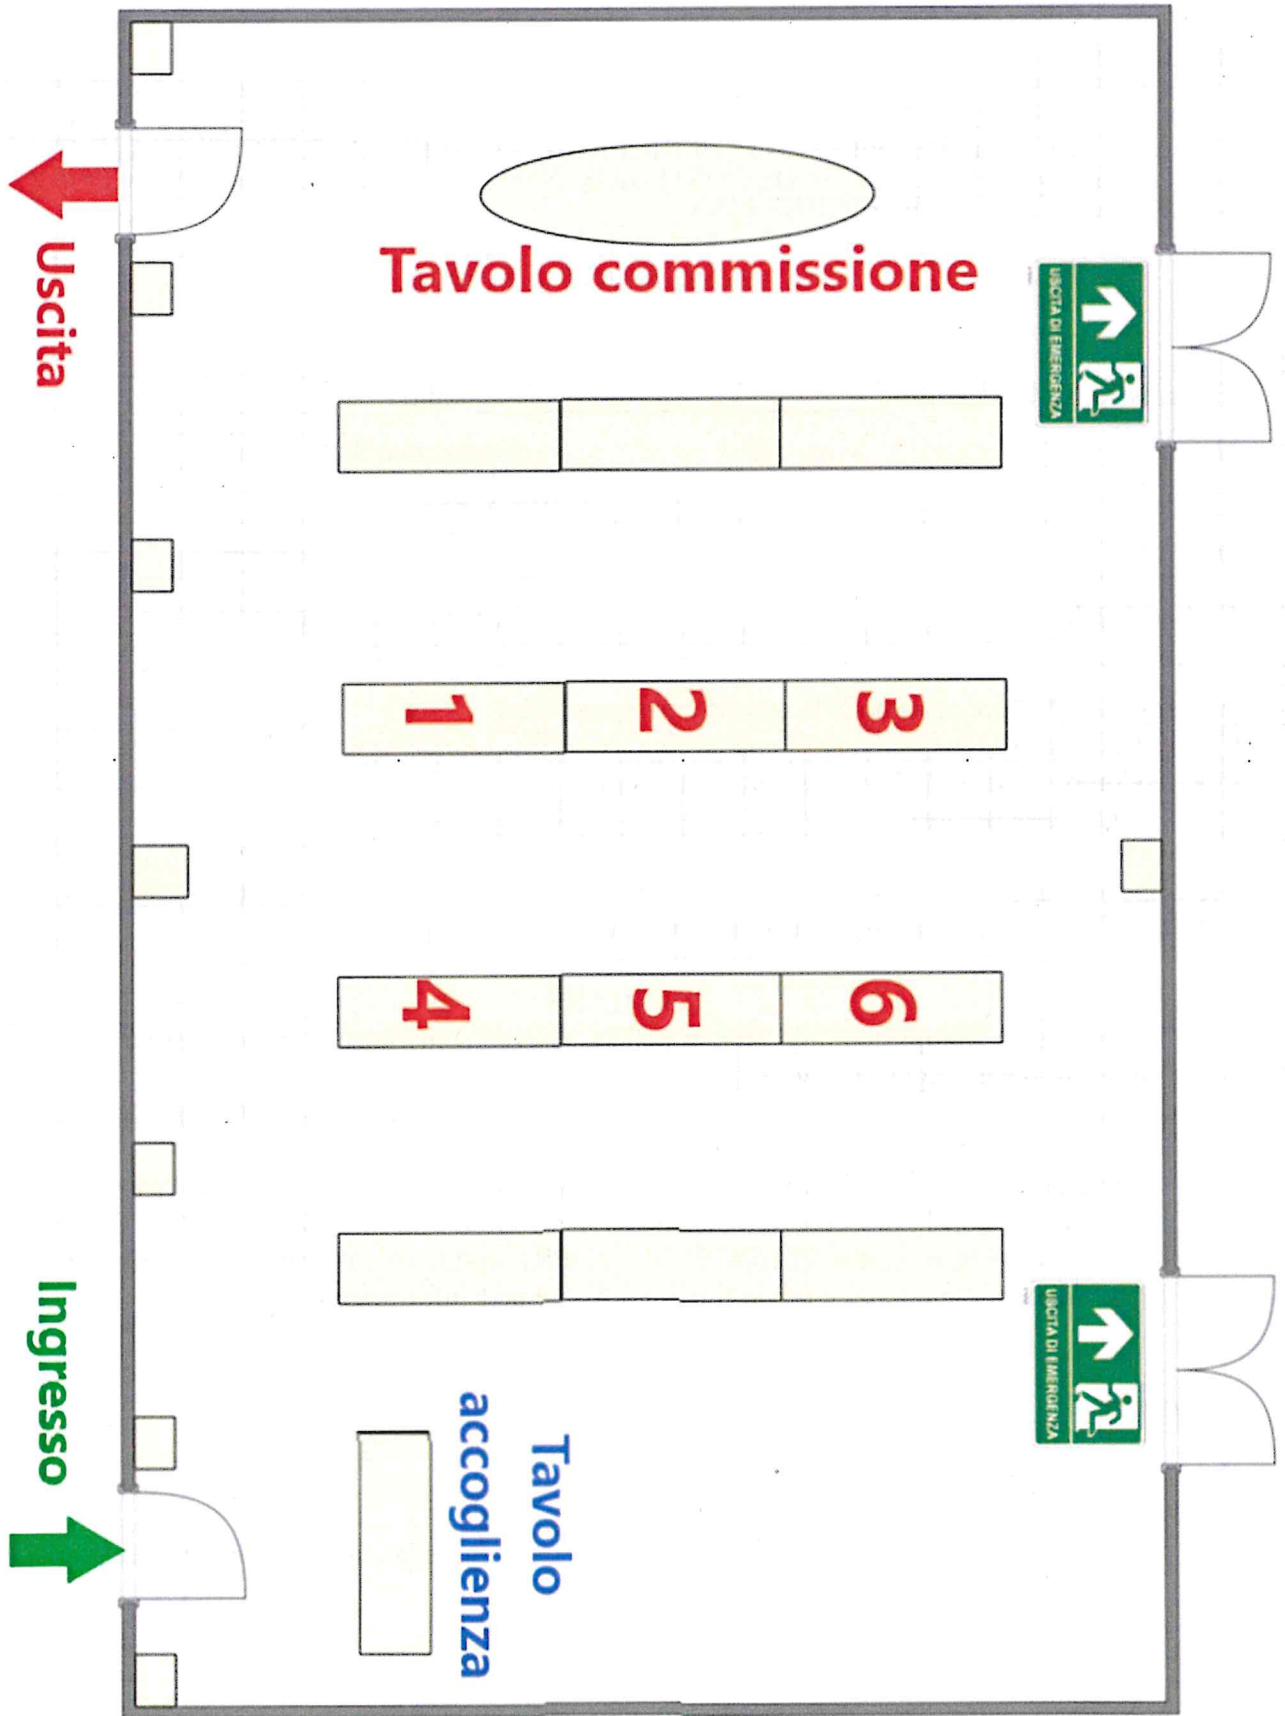 Uscita
Tavolo commissione
USCITA DI EMERGENZA
1
2
3
4
5
6
USCITA DI EMERGENZA
Ingresso
Tavolo
accoglienza